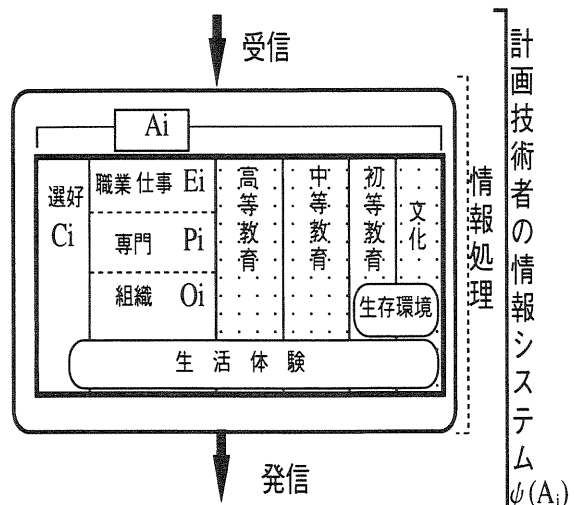 受信
Ai
選好
Ci
職業 仕事 Ei
専門 Pi
組織 Oi
高等教育
中等教育
初等教育
文化
生存環境
生活体験
発信
情報処理
計画技術者の情報システムψ(Ai)